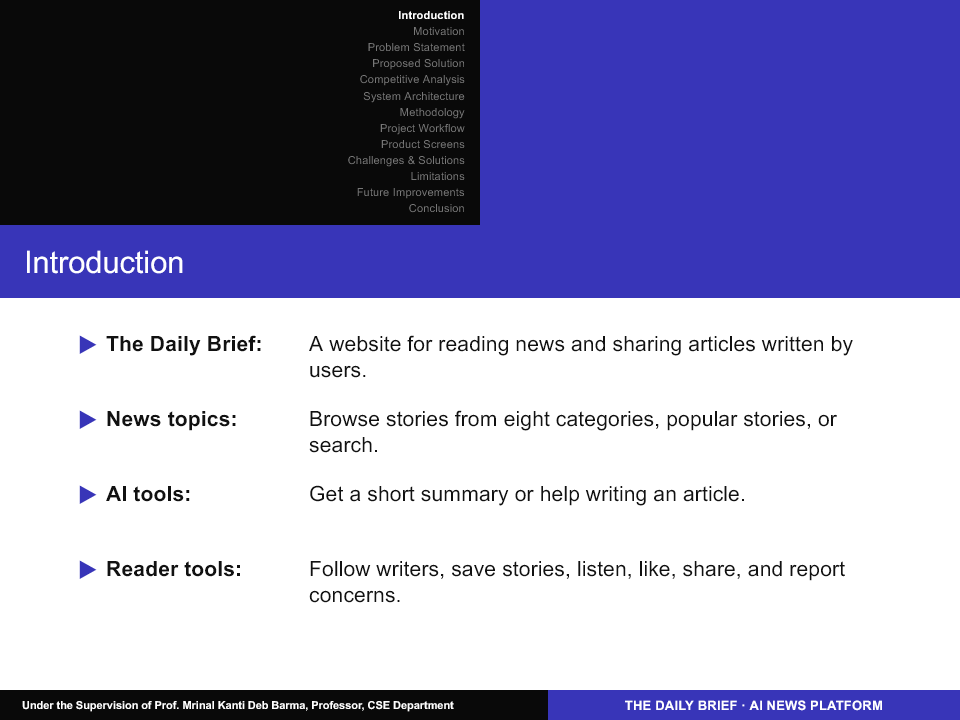 Introduction
Motivation
Problem Statement
Proposed Solution
Competitive Analysis
System Architecture
Methodology
Project Workflow
Product Screens
Challenges & Solutions
Limitations
Future Improvements
Conclusion
Introduction
The Daily Brief: A website for reading news and sharing articles written by
users.
News topics: Browse stories from eight categories, popular stories, or
search.
AI tools: Get a short summary or help writing an article.
Reader tools: Follow writers, save stories, listen, like, share, and report
concerns.
Under the Supervision of Prof. Mrinal Kanti Deb Barma, Professor, CSE Department
THE DAILY BRIEF · AI NEWS PLATFORM